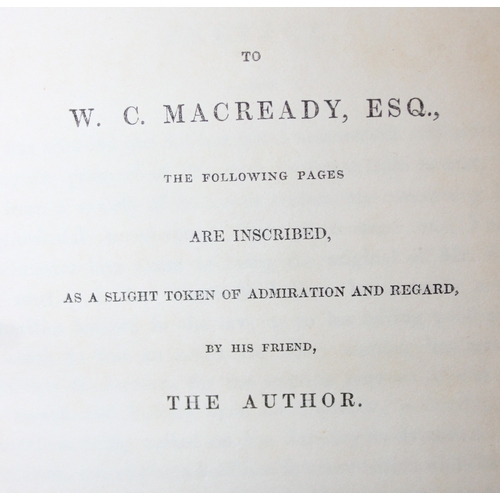 TO
W. C. MACREADY, ESQ.,
THE FOLLOWING PAGES
ARE INSCRIBED,
AS A SLIGHT TOKEN OF ADMIRATION AND REGARD,
BY HIS FRIEND,
THE AUTHOR.